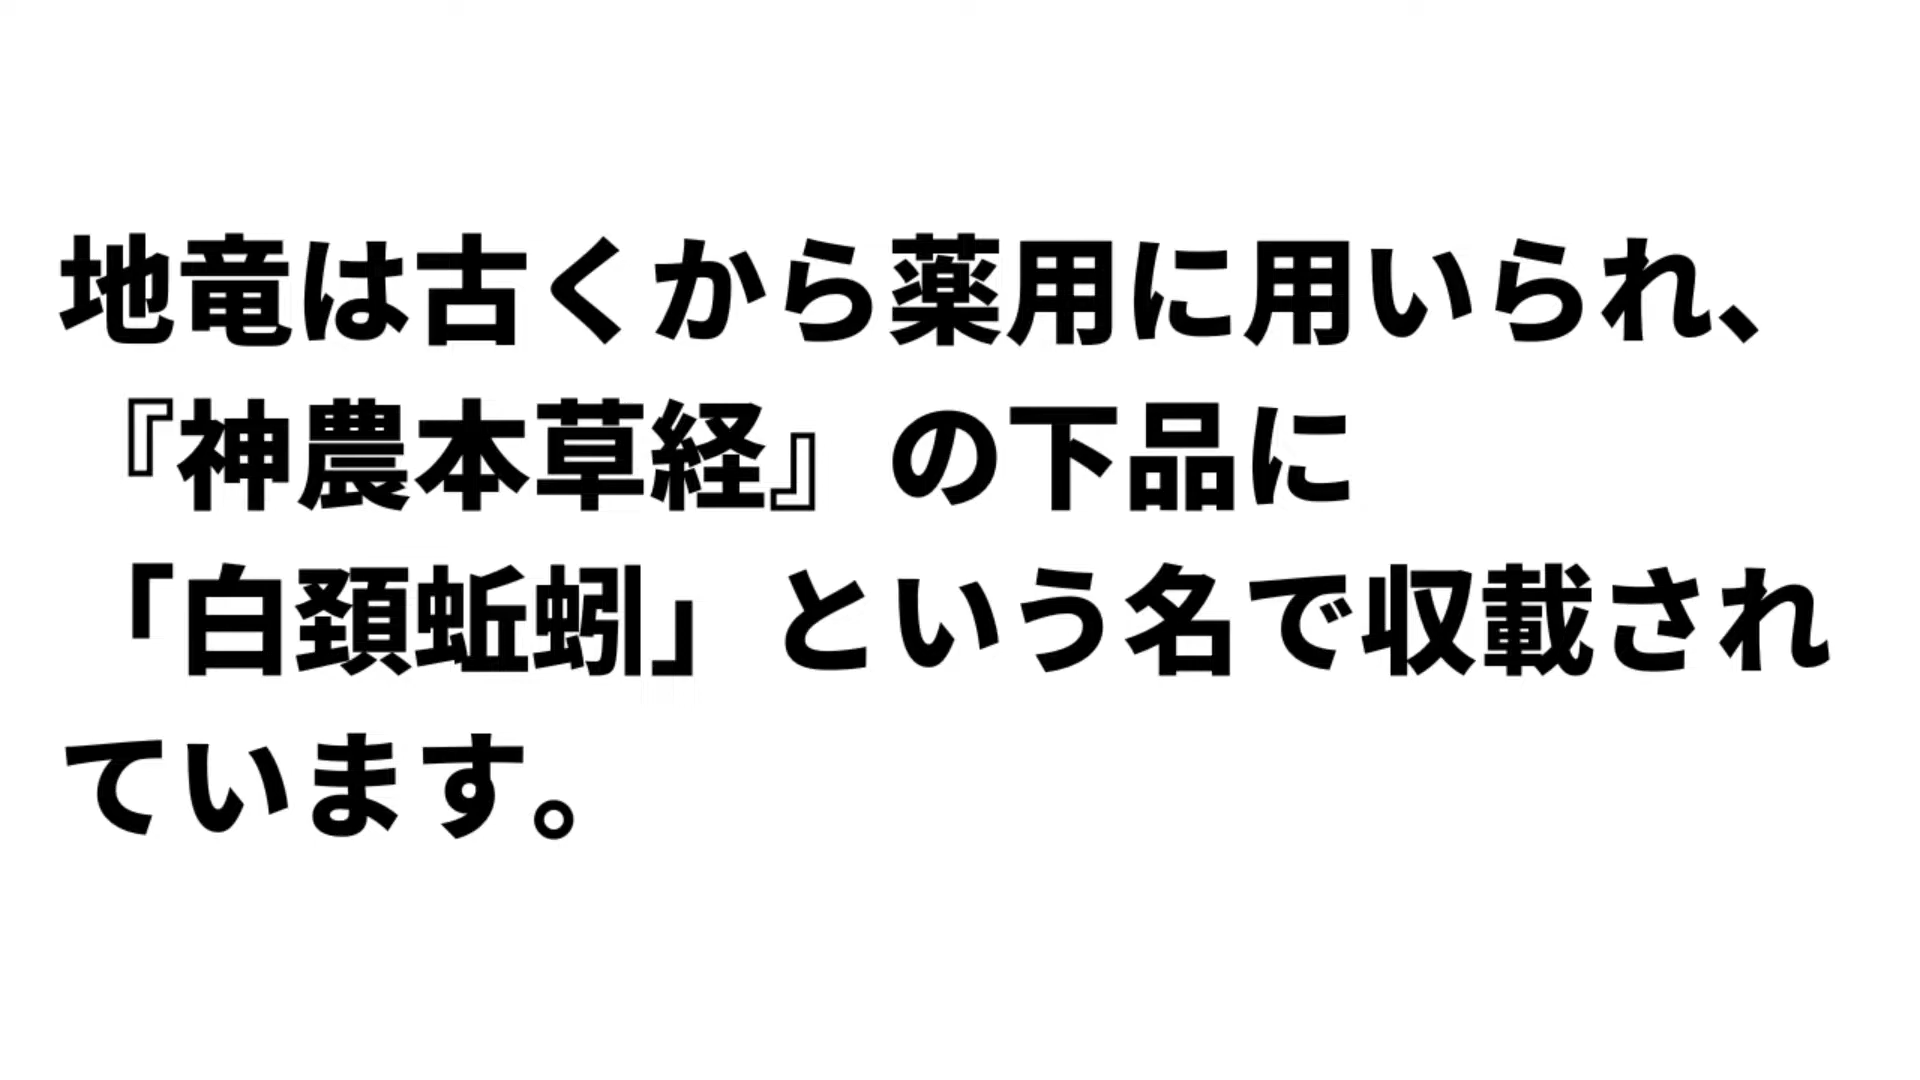 地竜は古くから薬用に用いられ、
『神農本草経』の下品に
「白頚蚯蚓」という名で収載され
ています。